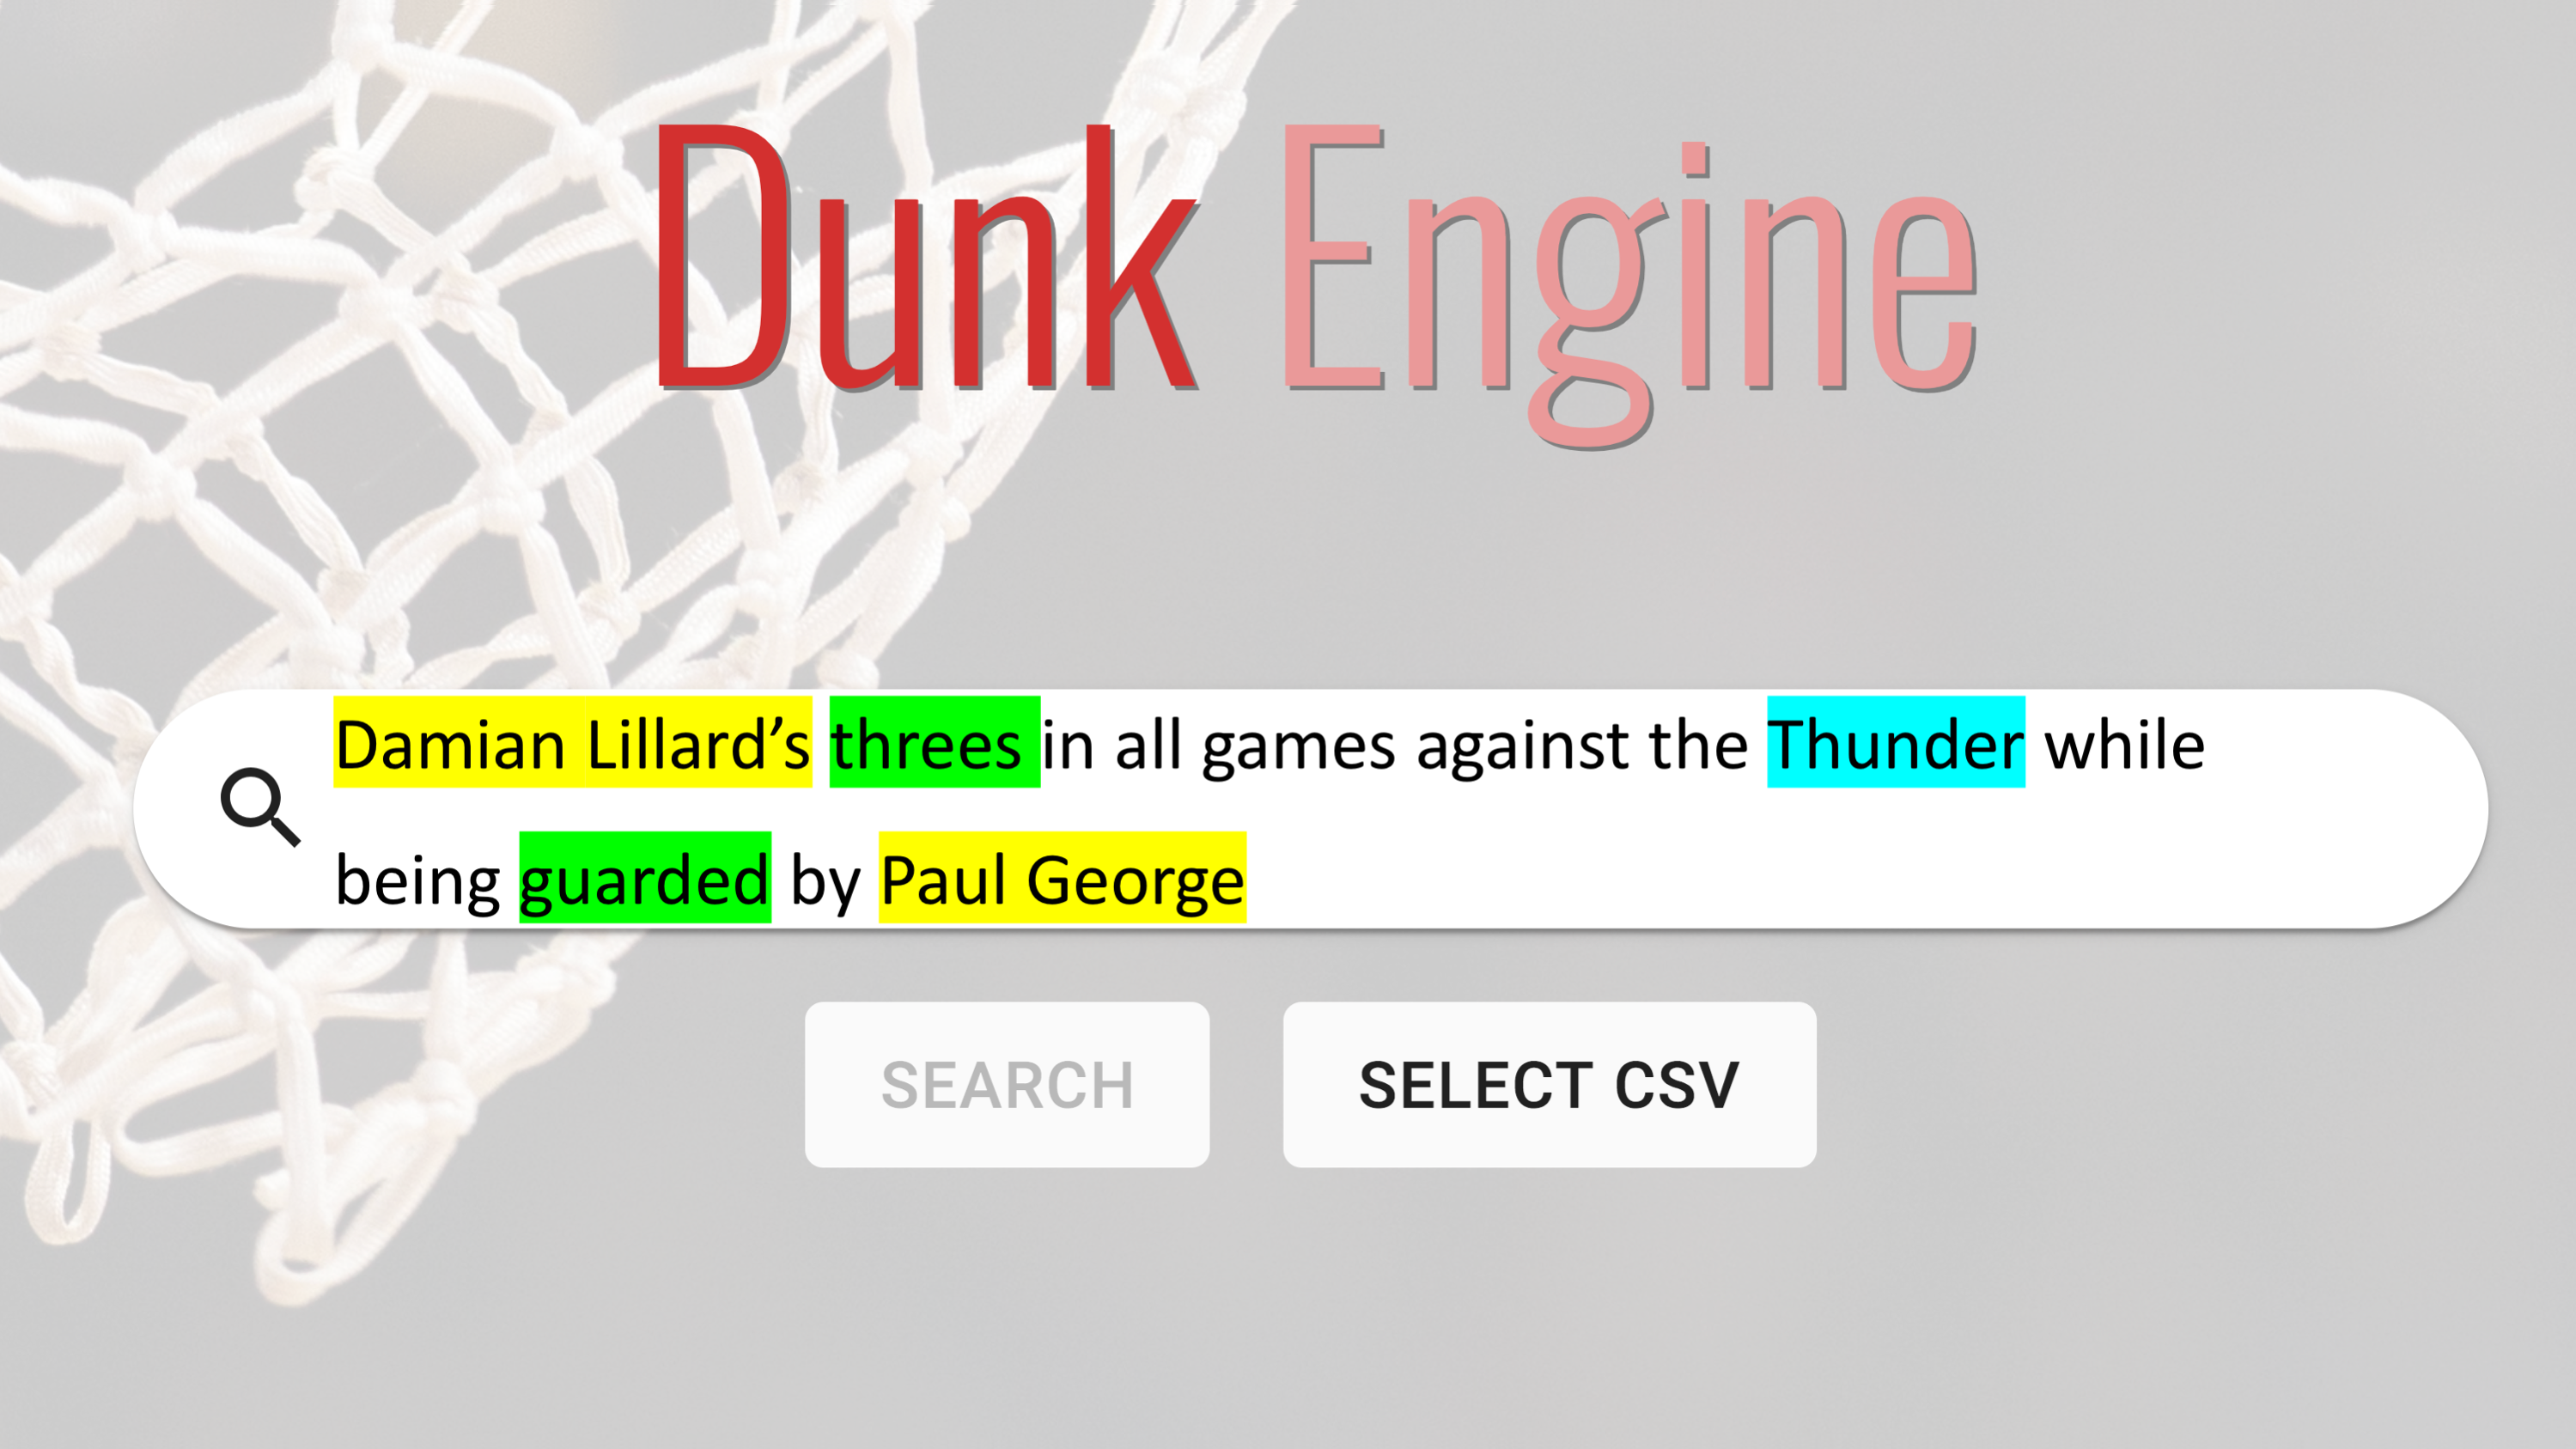 Dunk Engine
Damian Lillard’s threes in all games against the Thunder while
being guarded by Paul George
SEARCH
SELECT CSV